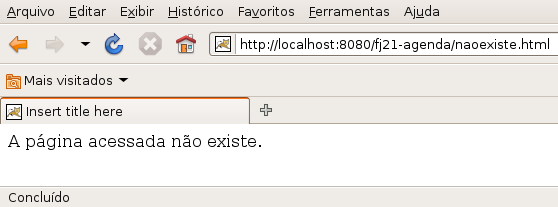 Arquivo Editar Exibir Histórico Favoritos Ferramentas Ajuda
http://localhost:8080/fj21-agenda/naoexiste.html
Mais visitados
Insert title here
A página acessada não existe.
Concluído